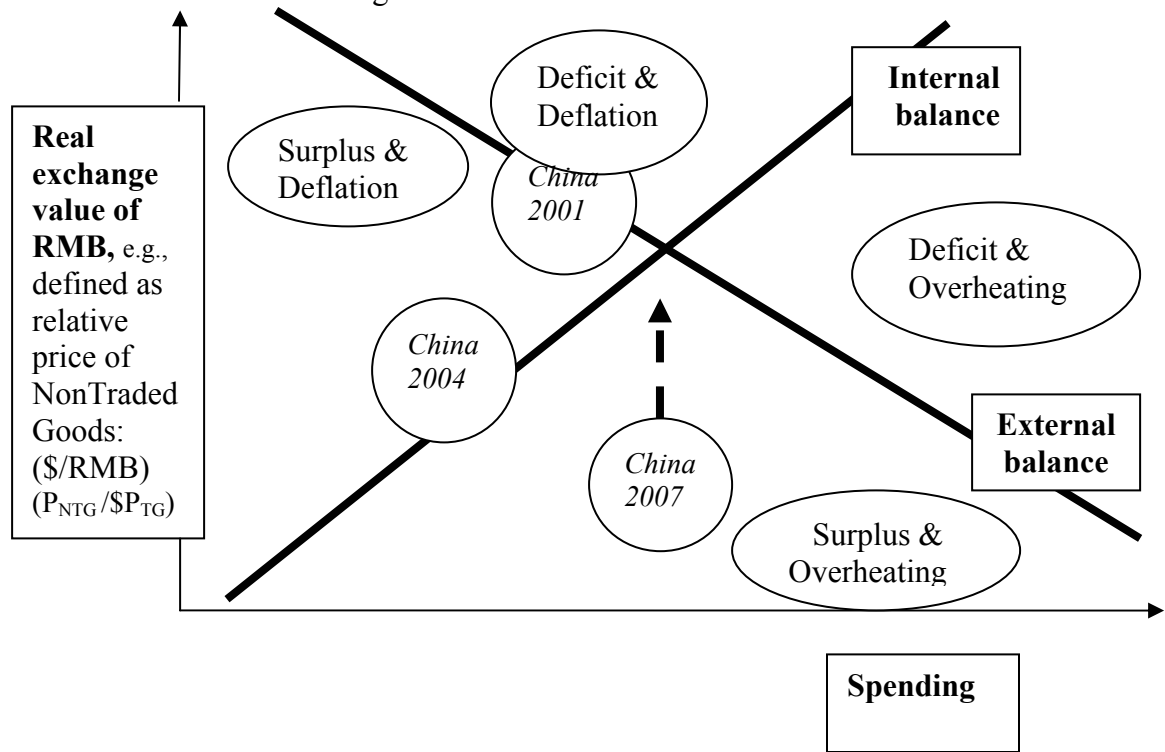 Deficit &
Deflation
Internal
balance
Real
exchange
value of
RMB, e.g.,
defined as
relative
price of
NonTraded
Goods:
($/RMB)
(PNTG/$PTG)
Surplus &
Deflation
China
2001
Deficit &
Overheating
China
2004
External
balance
China
2007
Surplus &
Overheating
Spending